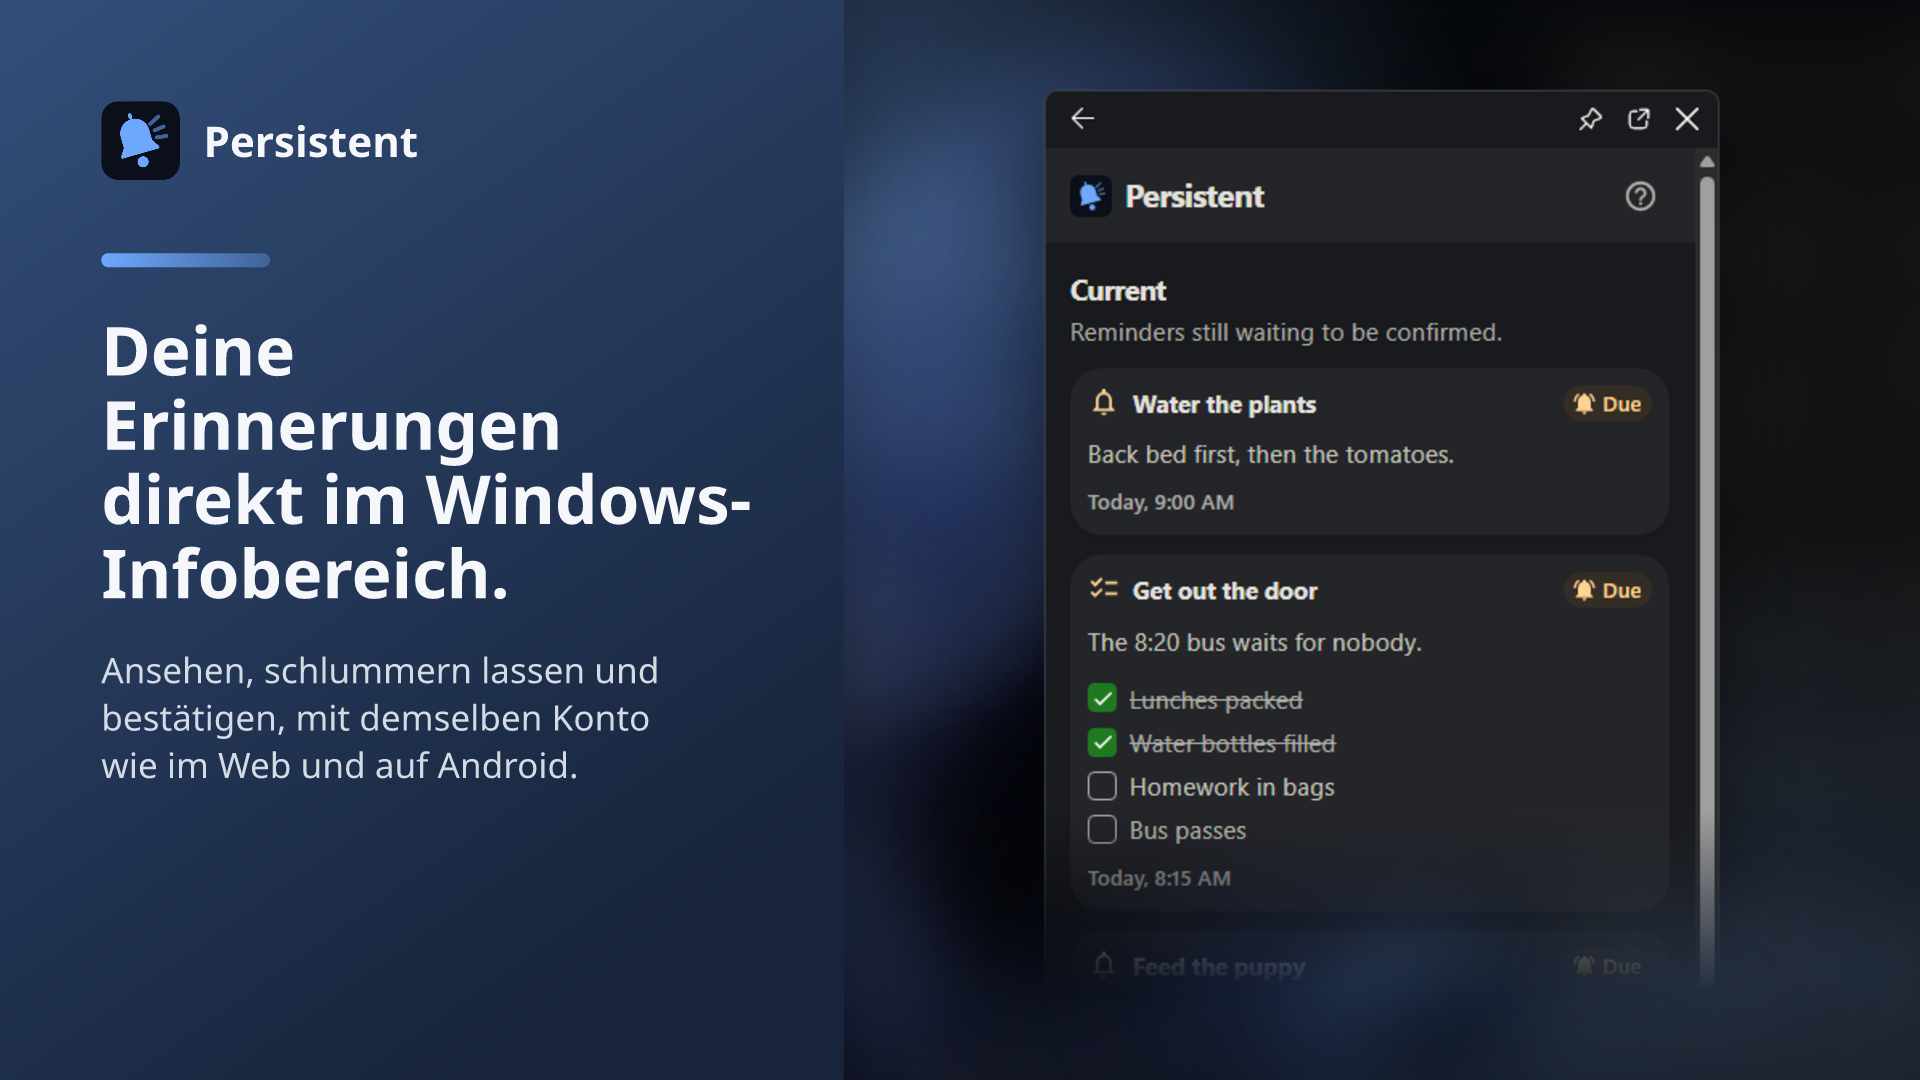 Persistent
Deine
Erinnerungen
direkt im Windows-
Infobereich.
Ansehen, schlummern lassen und
bestätigen, mit demselben Konto
wie im Web und auf Android.
Persistent
Current
Reminders still waiting to be confirmed.
Water the plants
Due
Back bed first, then the tomatoes.
Today, 9:00 AM
Get out the door
Due
The 8:20 bus waits for nobody.
Lunches packed
Water bottles filled
Homework in bags
Bus passes
Today, 8:15 AM
Feed the puppy
Due